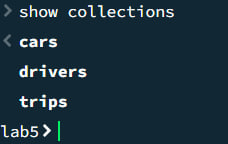 > show collections
< cars
drivers
trips
lab5>